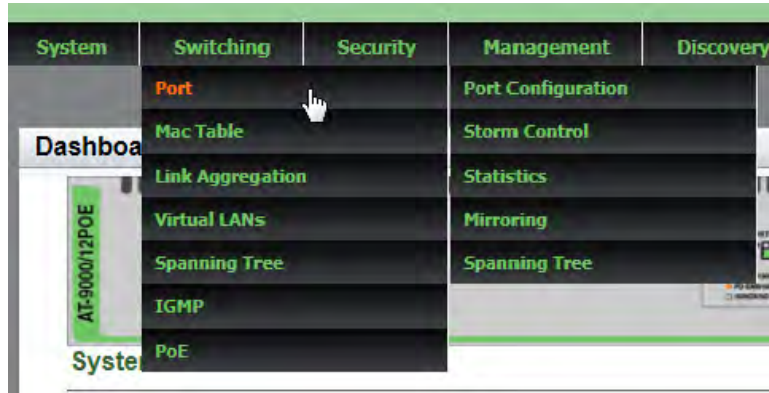 System Switching Security Management Discovery
Port Port Configuration
Mac Table Storm Control
Dashboa
Link Aggregation Statistics
Virtual LANs Mirroring
Spanning Tree Spanning Tree
AT-9000/12POE
IGMP
PoE
Syste